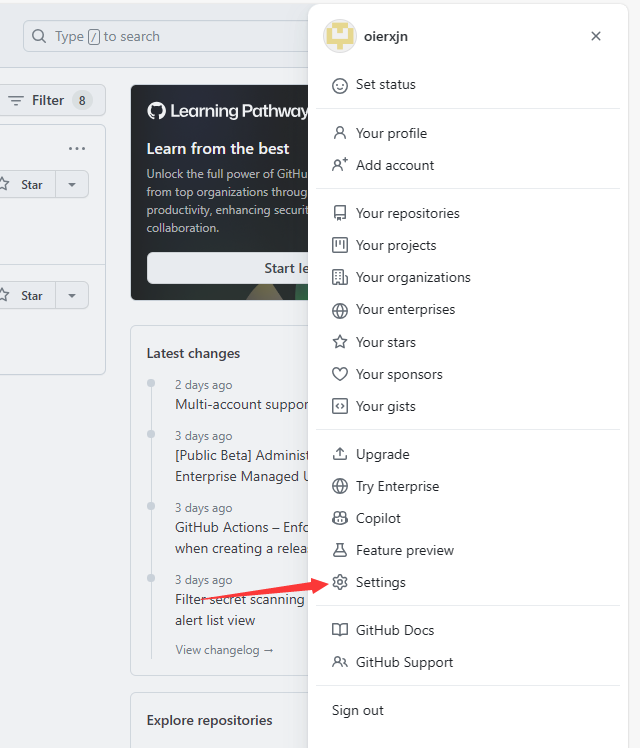 Type / to search
Filter 8
Star
Star
Learning Pathway
Learn from the best
Unlock the full power of GitH
from top organizations throug
productivity, enhancing securit
collaboration.
Start le
Latest changes
2 days ago
Multi-account suppor
3 days ago
[Public Beta] Administ
Enterprise Managed U
3 days ago
GitHub Actions – Enfo
when creating a relea
3 days ago
Filter secret scanning
alert list view
View changelog →
Explore repositories
oierxjn
Set status
Your profile
Add account
Your repositories
Your projects
Your organizations
Your enterprises
Your stars
Your sponsors
Your gists
Upgrade
Try Enterprise
Copilot
Feature preview
Settings
GitHub Docs
GitHub Support
Sign out